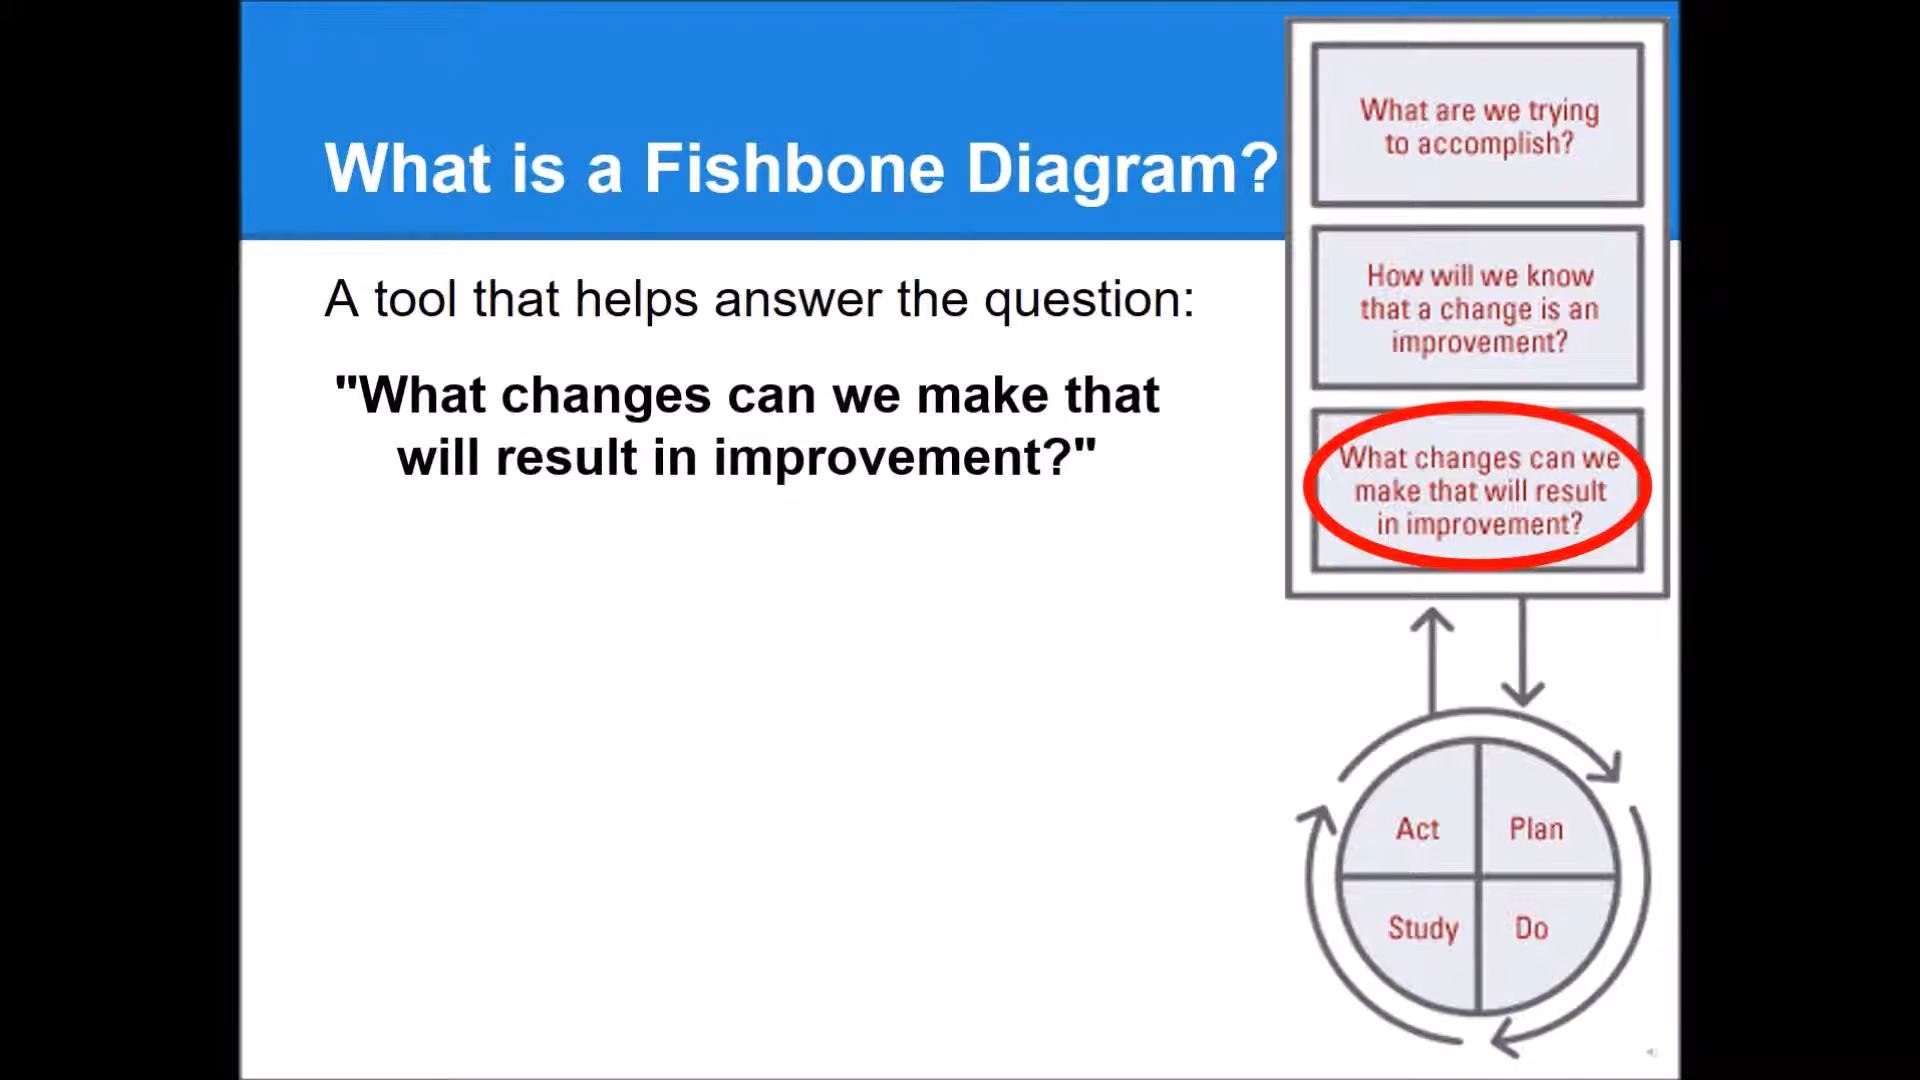 What is a Fishbone Diagram?
A tool that helps answer the question:
"What changes can we make that
will result in improvement?"
What are we trying
to accomplish?
How will we know
that a change is an
improvement?
What changes can we
make that will result
in improvement?
Act
Plan
Study
Do